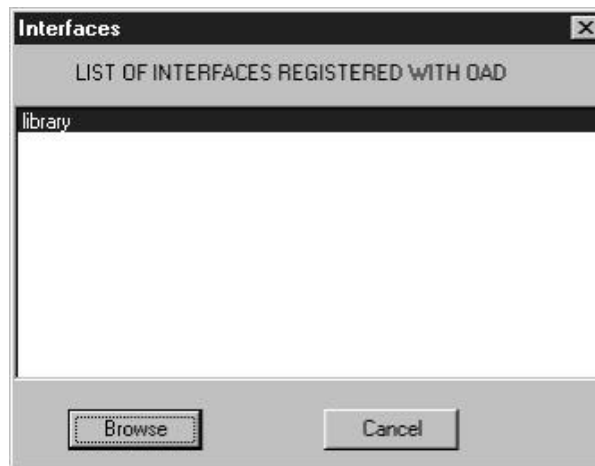 Interfaces
LIST OF INTERFACES REGISTERED WITH OAD
library
Browse Cancel